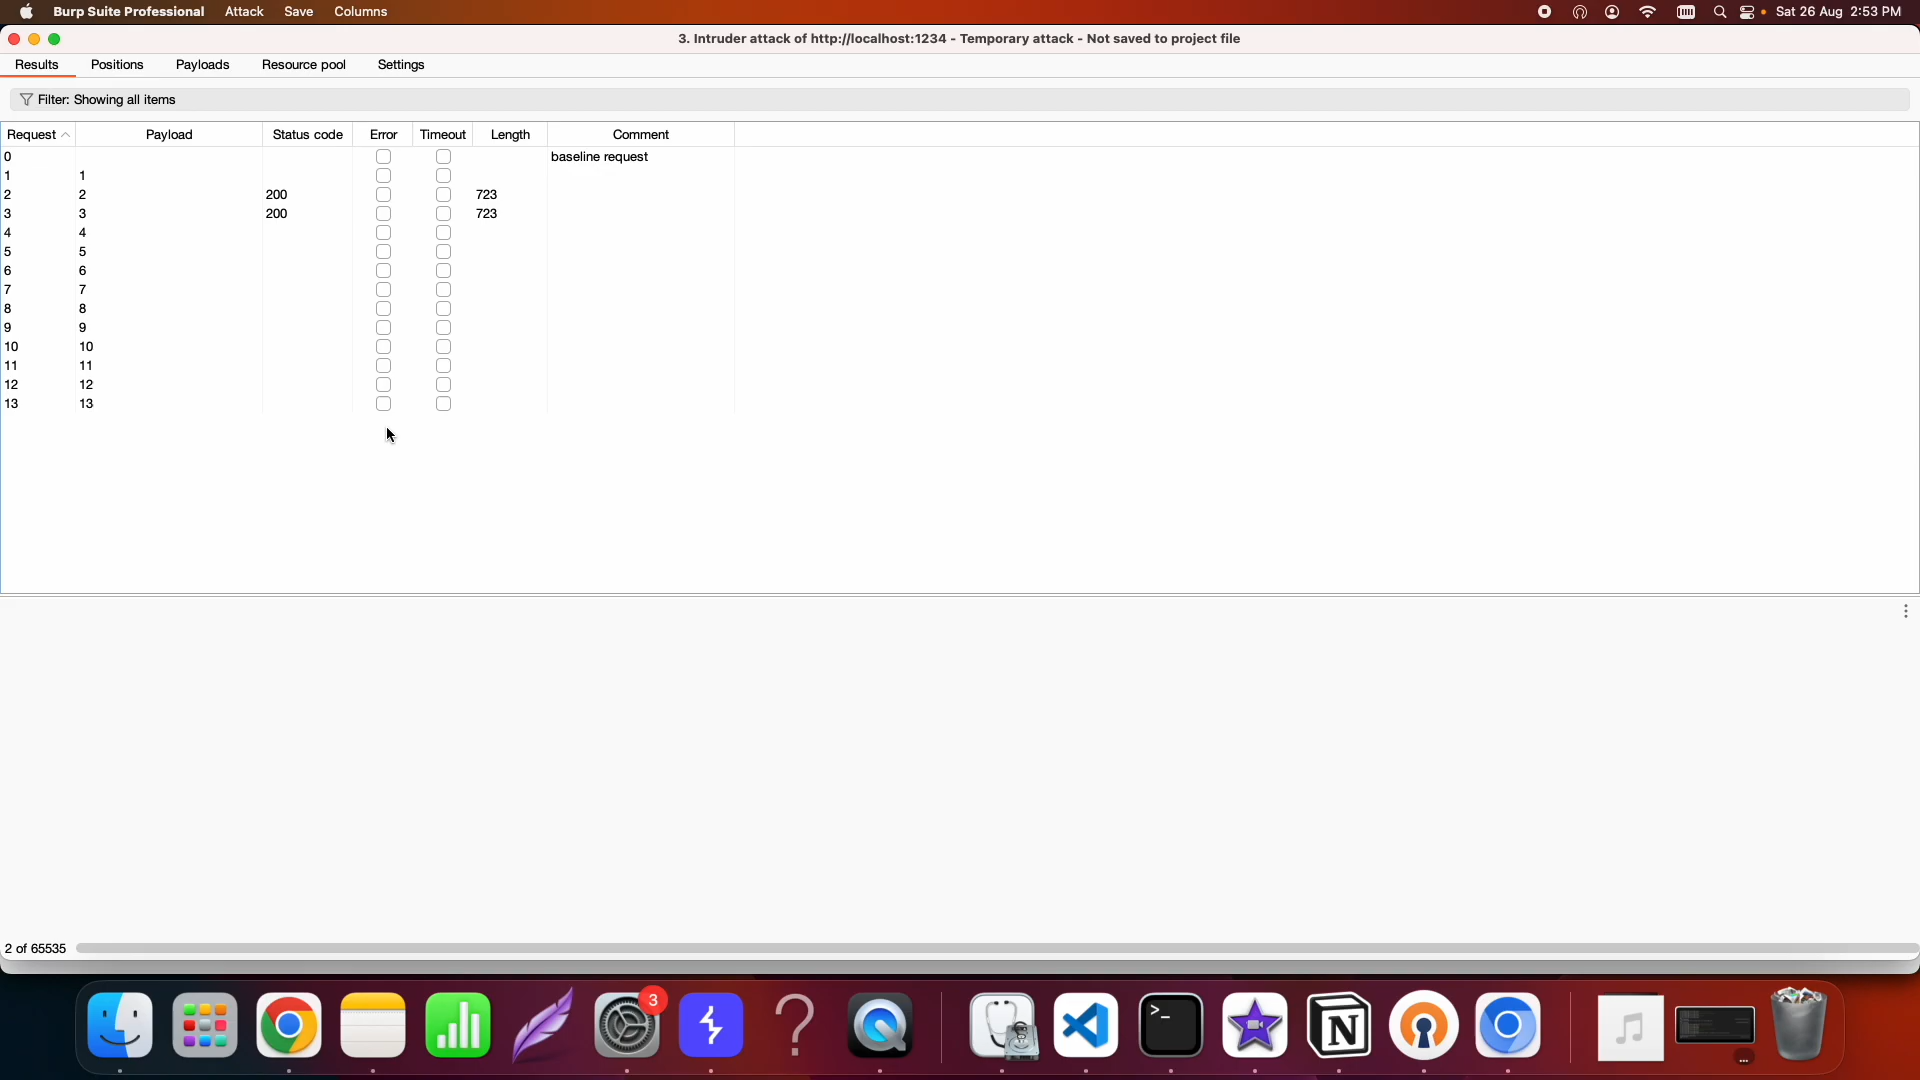 Burp Suite Professional Attack Save Columns Sat 26 Aug 2:53 PM
3. Intruder attack of http://localhost:1234 - Temporary attack - Not saved to project file
Results Positions Payloads Resource pool Settings
Filter: Showing all items
Request Payload Status code Error Timeout Length Comment
0 baseline request
1 1
2 2 200 723
3 3 200 723
4 4
5 5
6 6
7 7
8 8
9 9
10 10
11 11
12 12
13 13
2 of 65535
3